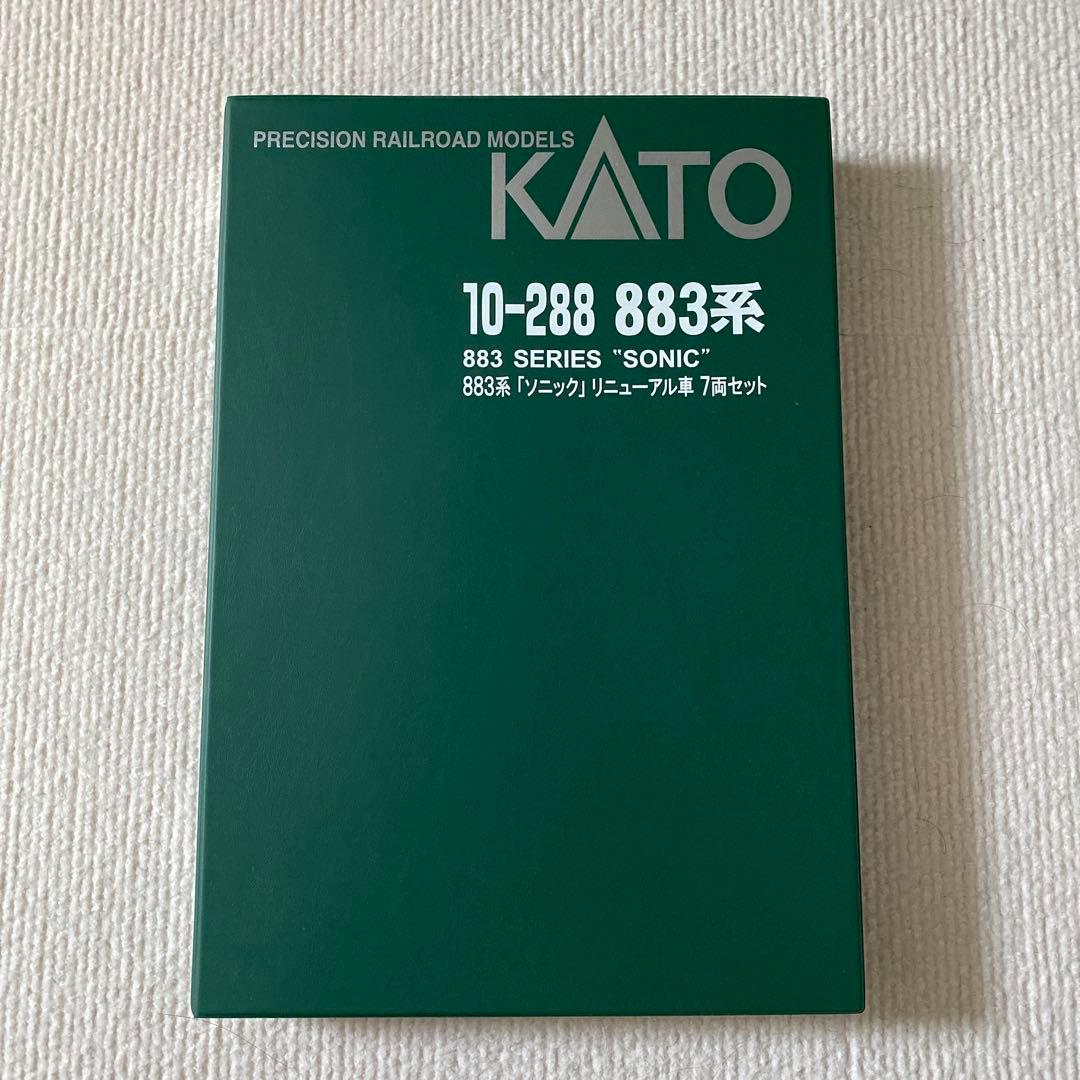 PRECISION RAILROAD MODELS
KATO
10-288 883系
883 SERIES "SONIC"
883系「ソニック」リニューアル車 7両セット